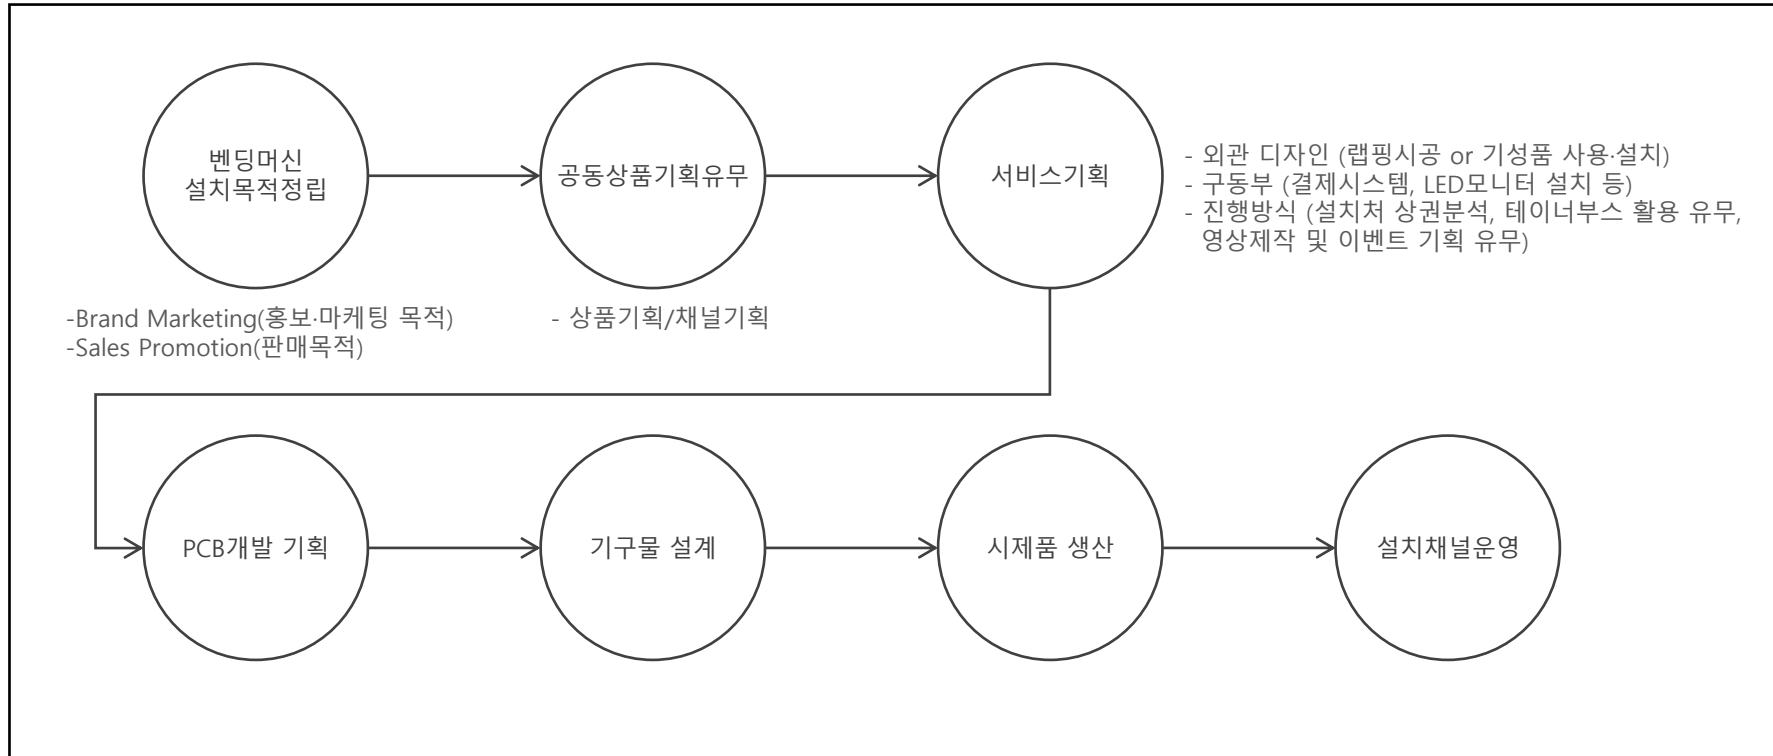 벤딩머신
설치목적정립
공동상품기획유무
서비스기획
- 외관 디자인 (랩핑시공 or 기성품 사용·설치)
- 구동부 (결제시스템, LED모니터 설치 등)
- 진행방식 (설치처 상권분석, 테이너부스 활용 유무,
영상제작 및 이벤트 기획 유무)
-Brand Marketing(홍보·마케팅 목적)
-Sales Promotion(판매목적)
- 상품기획/채널기획
PCB개발 기획
기구물 설계
시제품 생산
설치채널운영